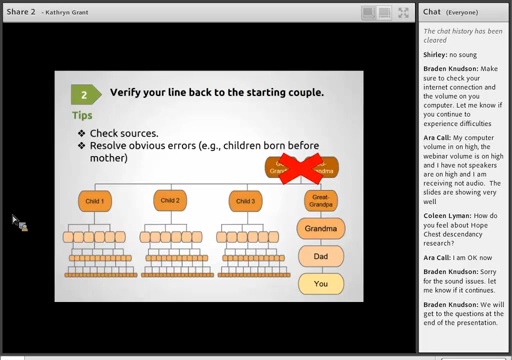 Share 2 - Kathryn Grant
2
Verify your line back to the starting couple.
Tips
❖ Check sources.
❖ Resolve obvious errors (e.g., children born before
mother)
Child 1
Child 2
Child 3
Great-
Grandpa
Grandma
Dad
You
Chat (Everyone)
The chat history has been
cleared
Shirley: no soung
Braden Knudson: Make
sure to check your
internet connection and
the volume on you
computer. Let me know if
you continue to
experience difficulties
Ara Call: My computer
volume in on high, the
webinar volume is on high
and I have not speakers
are on high and I am
receiving not audio. The
slides are showing very
well
Coleen Lyman: How do
you feel about Hope
Chest descendancy
research?
Ara Call: I am OK now
Braden Knudson: Sorry
for the sound issues. let
me know if it continues.
Braden Knudson: We will
get to the questions at the
end of the presentation.